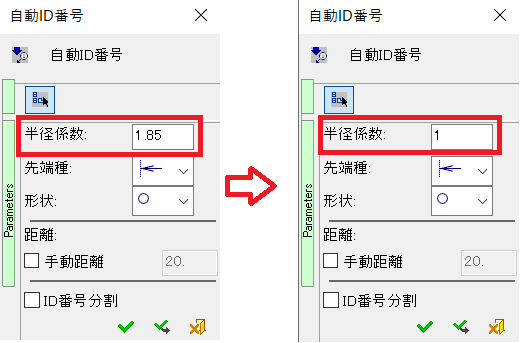 自動ID番号
自動ID番号
Parameters
半径係数: 1.85
先端種:
形状:
距離:
手動距離 20.
ID番号分割
自動ID番号
自動ID番号
Parameters
半径係数: 1
先端種:
形状:
距離:
手動距離 20.
ID番号分割